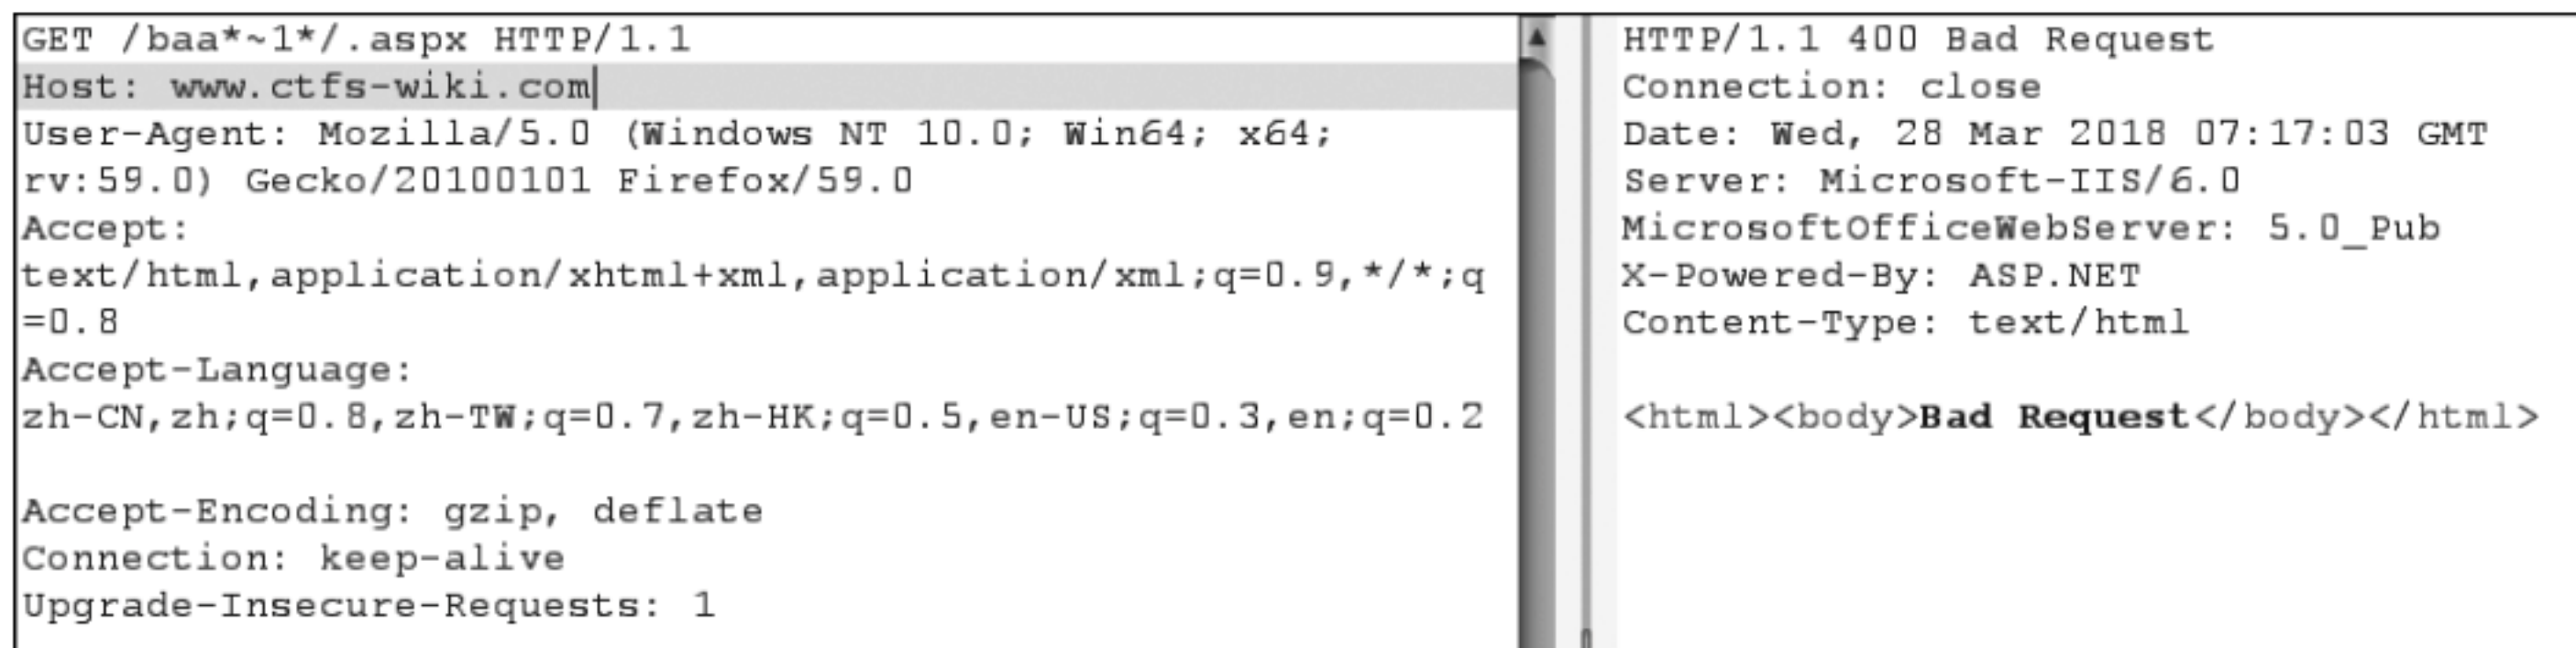 GET /baa*~1*/.aspx HTTP/1.1
Host: www.ctfs-wiki.com
User-Agent: Mozilla/5.0 (Windows NT 10.0; Win64; x64;
rv:59.0) Gecko/20100101 Firefox/59.0
Accept:
text/html,application/xhtml+xml,application/xml;q=0.9,*/*;q
=0.8
Accept-Language:
zh-CN,zh;q=0.8,zh-TW;q=0.7,zh-HK;q=0.5,en-US;q=0.3,en;q=0.2
Accept-Encoding: gzip, deflate
Connection: keep-alive
Upgrade-Insecure-Requests: 1
HTTP/1.1 400 Bad Request
Connection: close
Date: Wed, 28 Mar 2018 07:17:03 GMT
Server: Microsoft-IIS/6.0
MicrosoftOfficeWebServer: 5.0_Pub
X-Powered-By: ASP.NET
Content-Type: text/html
<html><body>Bad Request</body></html>